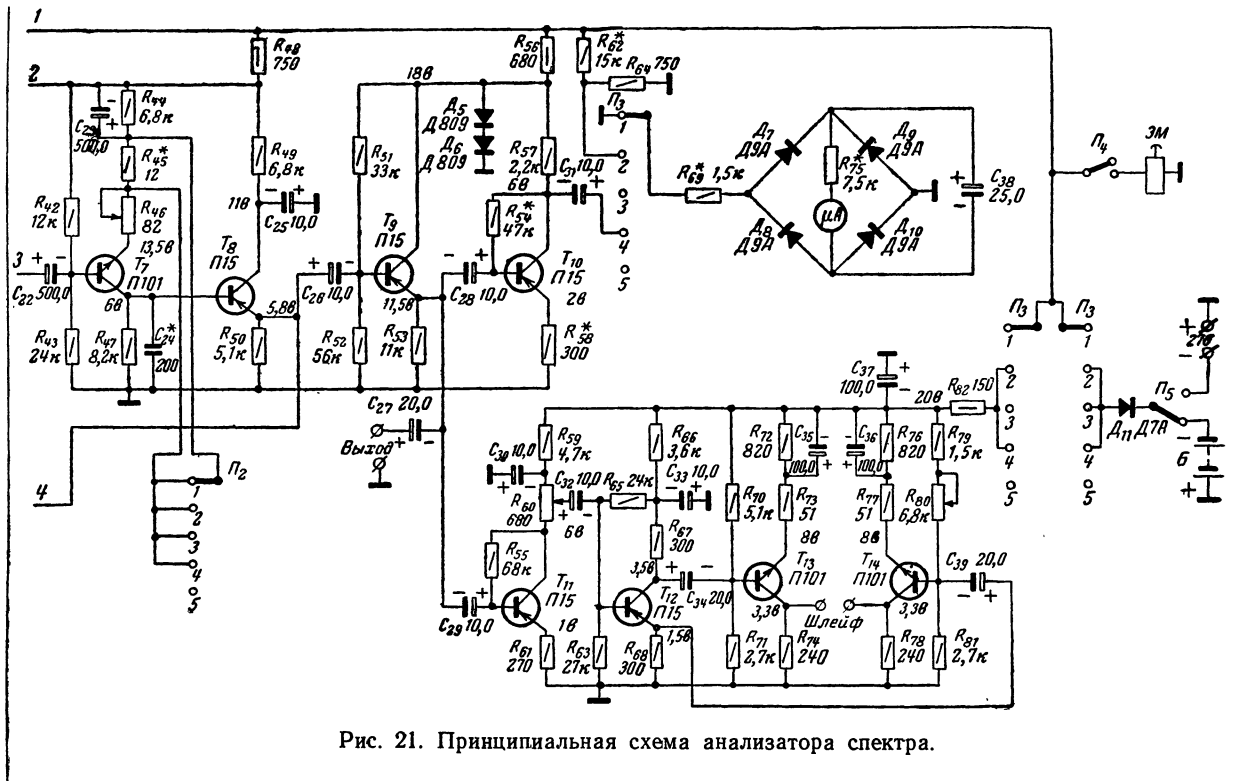 1
R48
750
R56
680
R62*
15к
R64 750
2
18в
R44
6,8к
500,0
R45*
12
R49
6,8к
R51
33к
Д5
Д809
Д6
Д809
R57
2,2к
6в
C31 10,0
П3
1
2
3
4
5
R69* 1,5к
Д7
Д9А
Д9
Д9А
R75*
7,5к
μА
Д8
Д9А
Д10
Д9А
C38
25,0
П4
ЭМ
R42
12к
R46
82
11в
C25 10,0
R54*
47к
3
13,5в
T7
П101
C22 500,0
6в
T8
П15
5,8в
T9
П15
C26 10,0
11,5в
C28 10,0
T10
П15
2в
R43
24к
R47
8,2к
C24*
200
R50
5,1к
R52
56к
R53
11к
R58*
300
П3
1
2
3
4
5
П3
1
2
3
4
5
27в
П5
Д11 Д7А
Б
C27 20,0
Выход
C37
100,0
20в
R82 150
C30 10,0
R59
4,7к
R66
3,6к
R72
820
C35
100,0
C36
100,0
R76
820
R79
1,5к
C32 10,0
R65 24к
C33 10,0
R60
680
6в
R67
300
R70
5,1к
R73
51
R77
51
R80
6,8к
4
П2
1
2
3
4
5
R55
68к
3,5в
8в
8в
T11
П15
C29 10,0
1в
T12
П15
1,5в
C34 20,0
T13
П101
3,3в
T14
П101
3,3в
C39 20,0
Шлейф
R61
270
R63
27к
R68
300
R71
2,7к
R74
240
R78
240
R81
2,7к
Рис. 21. Принципиальная схема анализатора спектра.